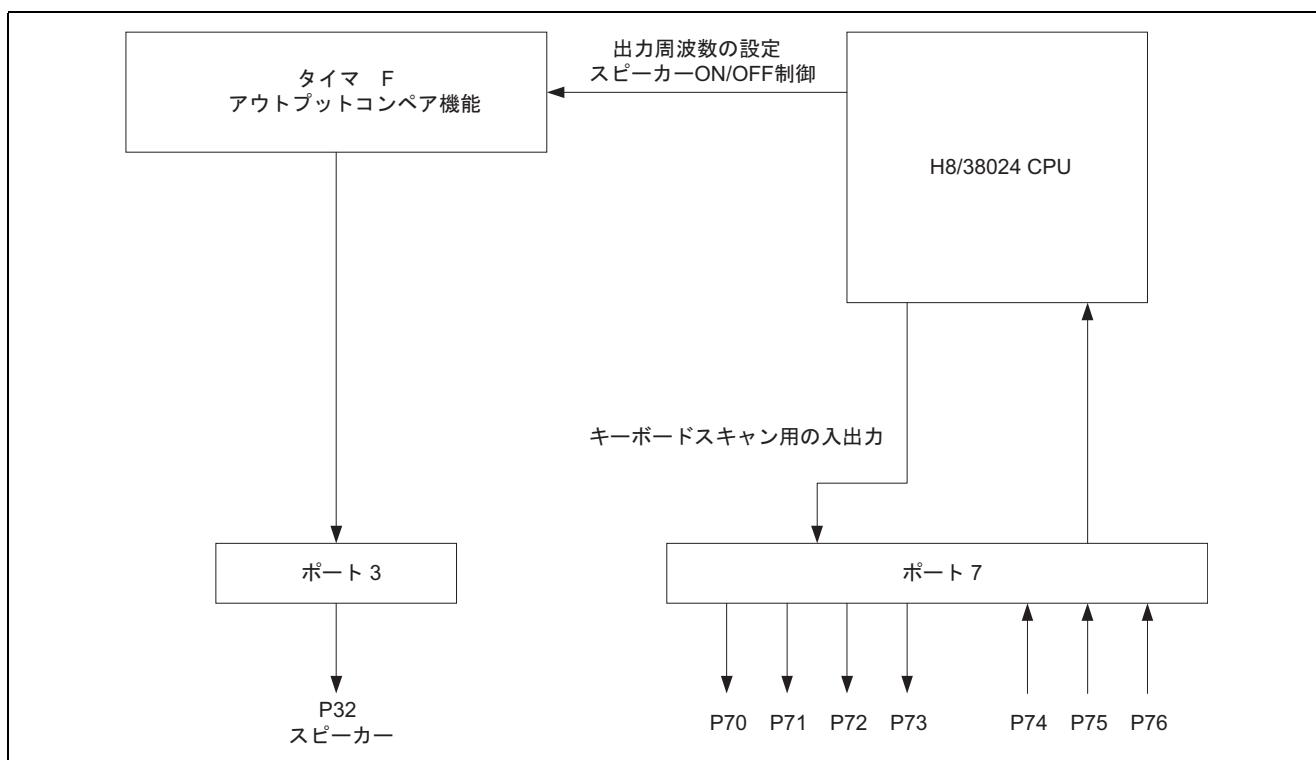 タイマ F
アウトプットコンペア機能
出力周波数の設定
スピーカーON/OFF制御
H8/38024 CPU
キーボードスキャン用の入出力
ポート 3
ポート 7
P32
スピーカー
P70 P71 P72 P73 P74 P75 P76